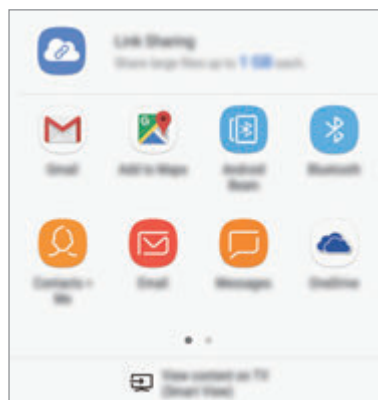 Link Sharing
Share large files up to 1 GB each.
Gmail
Add to Maps
Android
Beam
Bluetooth
Contacts >
Me
Email
Messages
OneDrive
View content on TV
(Smart View)